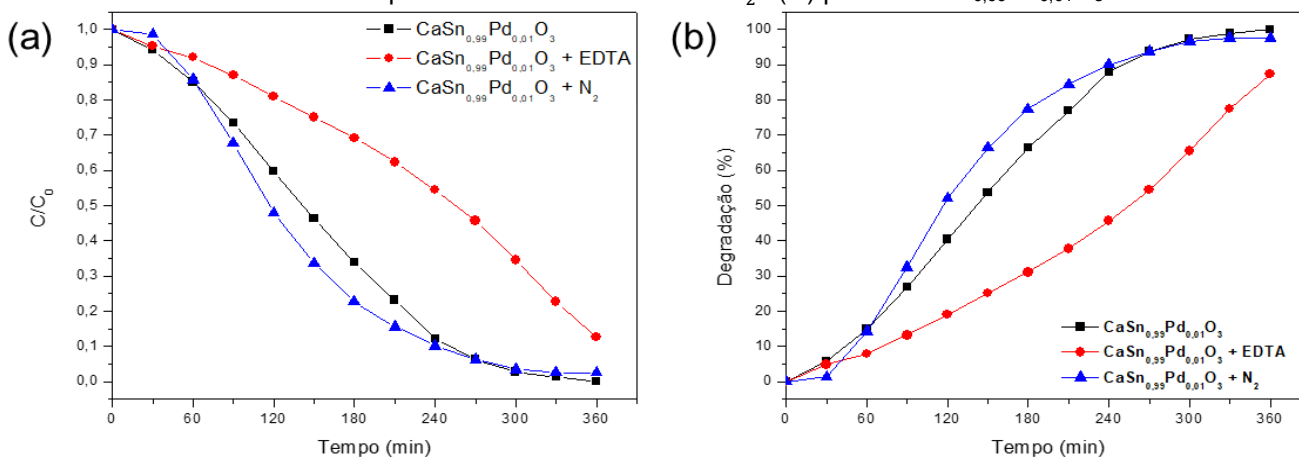 (a)
1,0
0,9
0,8
0,7
0,6
0,5
0,4
0,3
0,2
0,1
0,0
C/C₀
0 60 120 180 240 300 360
Tempo (min)
CaSn₀,₉₉Pd₀,₀₁O₃
CaSn₀,₉₉Pd₀,₀₁O₃ + EDTA
CaSn₀,₉₉Pd₀,₀₁O₃ + N₂
(b)
100
90
80
70
60
50
40
30
20
10
0
Degradação (%)
0 60 120 180 240 300 360
Tempo (min)
CaSn₀,₉₉Pd₀,₀₁O₃
CaSn₀,₉₉Pd₀,₀₁O₃ + EDTA
CaSn₀,₉₉Pd₀,₀₁O₃ + N₂